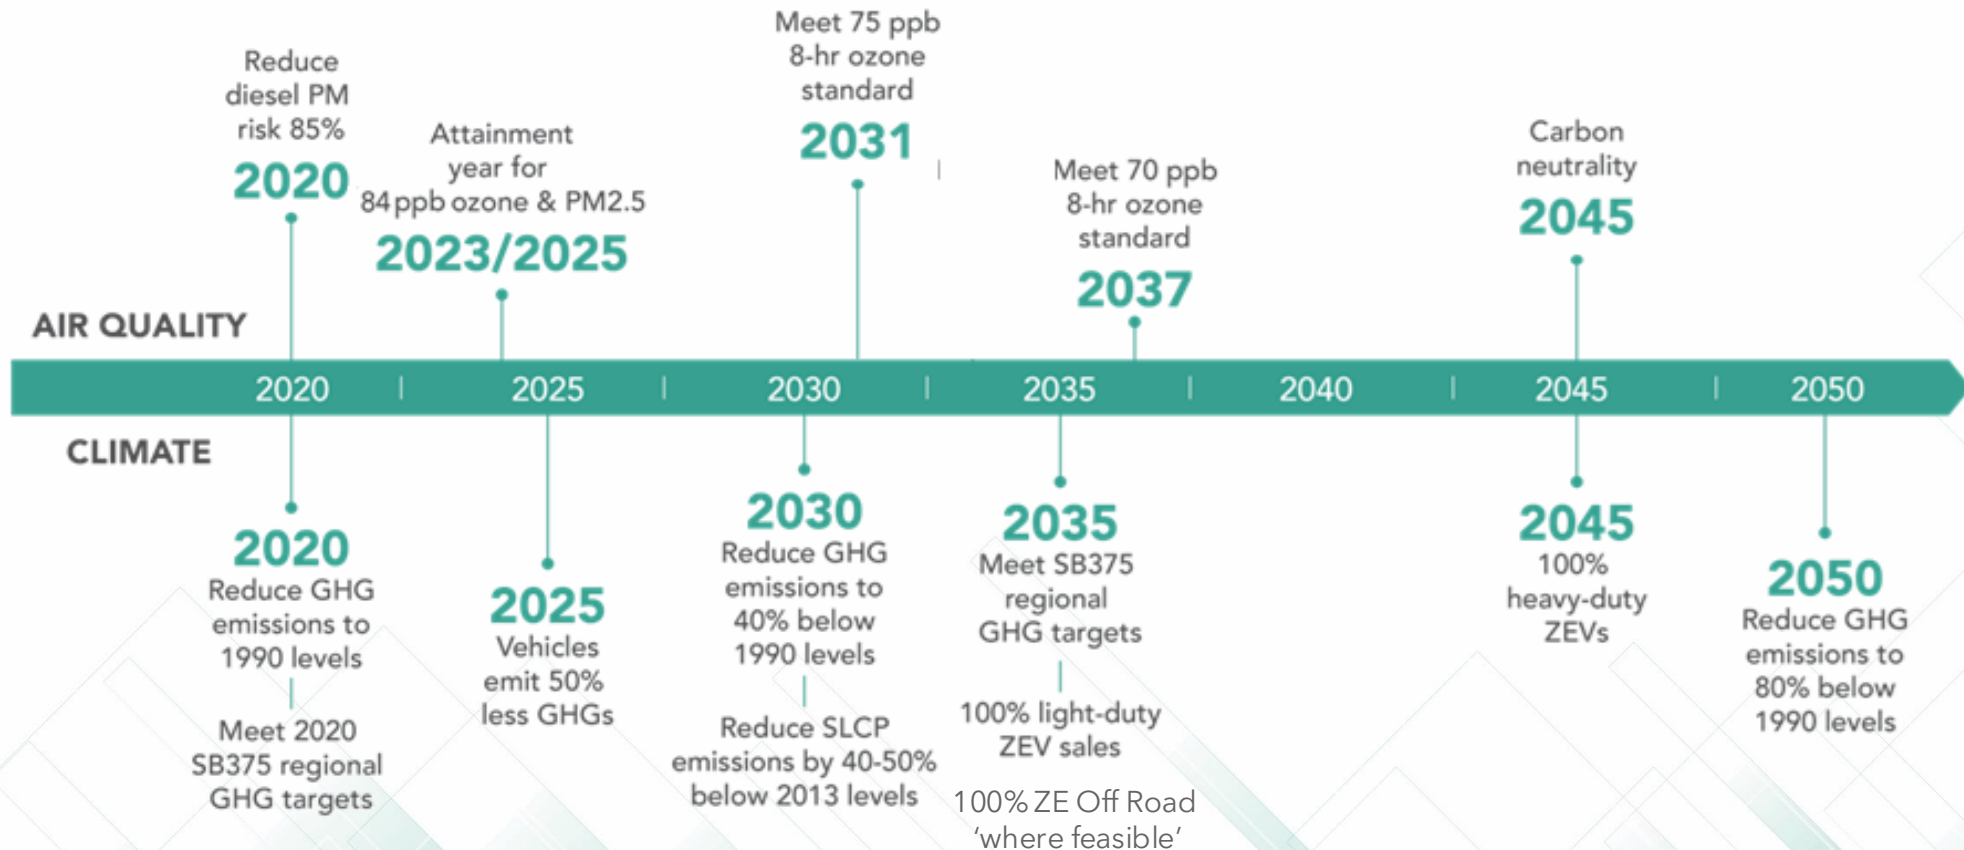 Reduce
diesel PM
risk 85%
2020
Attainment
year for
84 ppb ozone & PM2.5
2023/2025
Meet 75 ppb
8-hr ozone
standard
2031
Meet 70 ppb
8-hr ozone
standard
2037
Carbon
neutrality
2045
AIR QUALITY
2020 | 2025 | 2030 | 2035 | 2040 | 2045 | 2050
CLIMATE
2020
Reduce GHG
emissions to
1990 levels
Meet 2020
SB375 regional
GHG targets
2025
Vehicles
emit 50%
less GHGs
2030
Reduce GHG
emissions to
40% below
1990 levels
Reduce SLCP
emissions by 40-50%
below 2013 levels
2035
Meet SB375
regional
GHG targets
100% light-duty
ZEV sales
100% ZE Off Road
‘where feasible’
2045
100%
heavy-duty
ZEVs
2050
Reduce GHG
emissions to
80% below
1990 levels